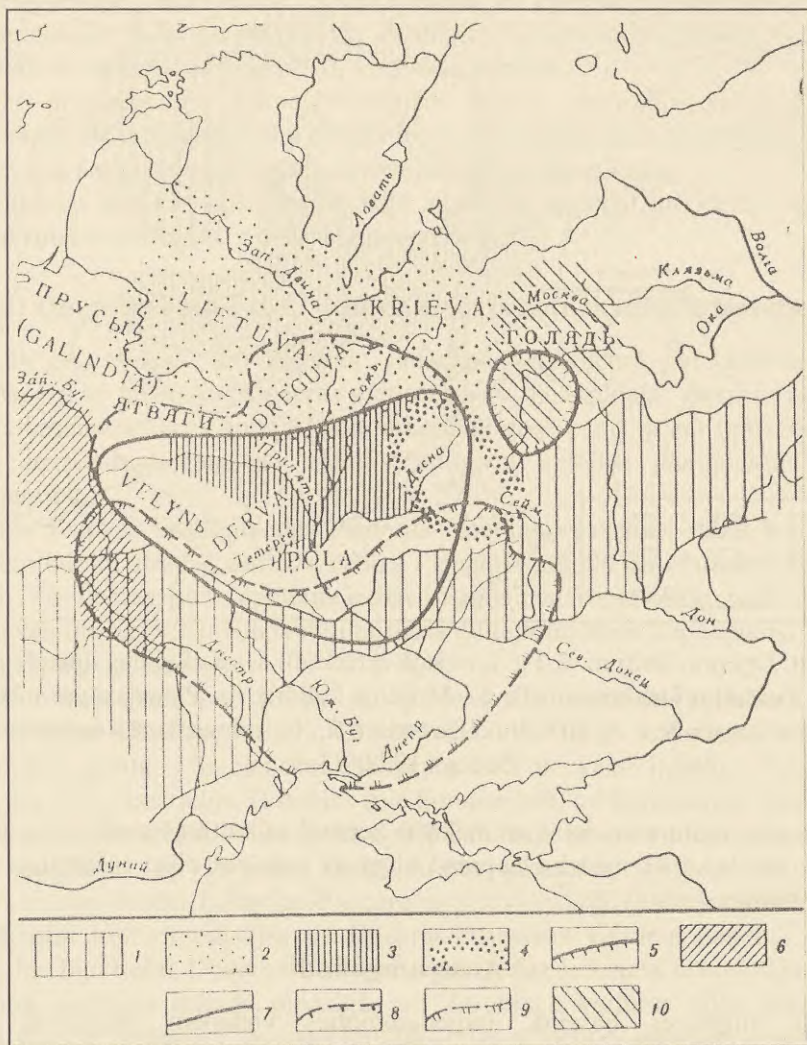 Ловать
Зап. Двина
Волга
Клязьма
Москва
Ока
KRIEVA
LIETUVA
ПРУСЫ
(GALINDIA)
ГОЛЯДЬ
DREGUVA
Сожь
Зап. Буг
ЯТВЯГИ
Десна
Припять
VELYNЬ
DERVA
Сейм
Тетерев
POLA
Дон
Днестр
Сев. Донец
Юж. Буг
Днепр
Дунай
1 2 3 4 5 6
7 8 9 10